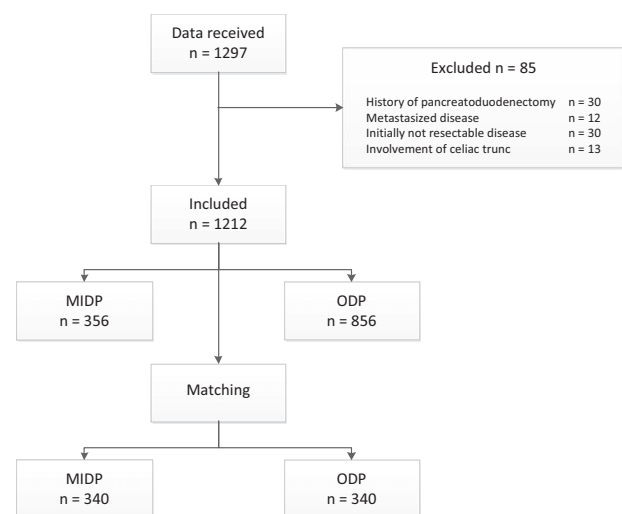 Data received
n = 1297
Excluded n = 85
History of pancreatoduodenectomy n = 30
Metastasized disease n = 12
Initially not resectable disease n = 30
Involvement of celiac trunc n = 13
Included
n = 1212
MIDP
n = 356
ODP
n = 856
Matching
MIDP
n = 340
ODP
n = 340